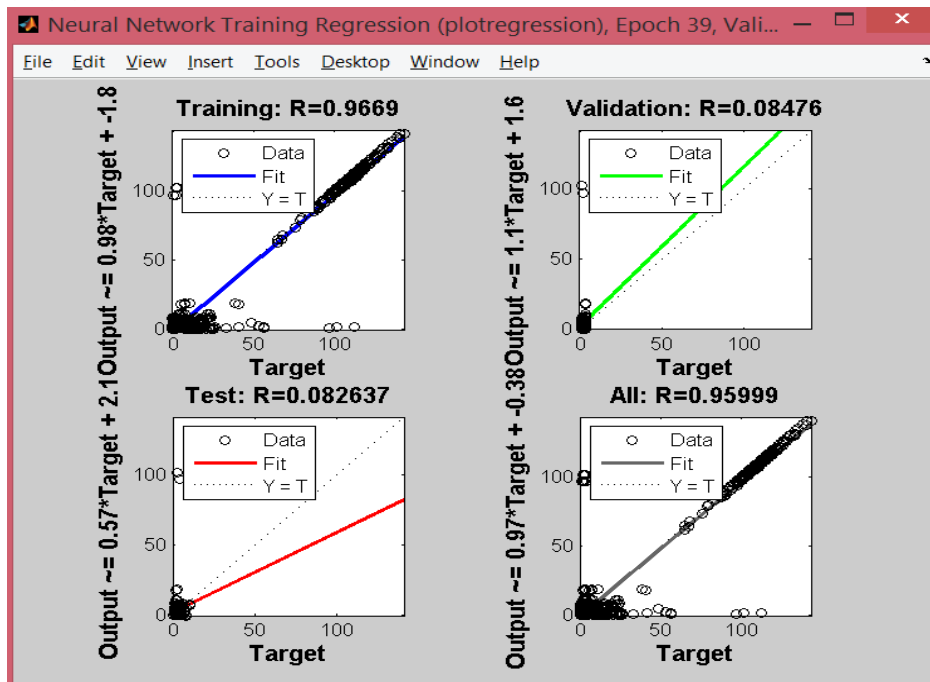 Neural Network Training Regression (plotregression), Epoch 39, Vali...
File Edit View Insert Tools Desktop Window Help
Training: R=0.9669
Output ~= 0.98*Target + -1.8
Data
Fit
Y = T
100
50
0
0 50 100
Target
Validation: R=0.08476
Output ~= 1.1*Target + 1.6
Data
Fit
Y = T
100
50
0
0 50 100
Target
Test: R=0.082637
Output ~= 0.57*Target + 2.1
Data
Fit
Y = T
100
50
0
0 50 100
Target
All: R=0.95999
Output ~= 0.97*Target + -0.38
Data
Fit
Y = T
100
50
0
0 50 100
Target